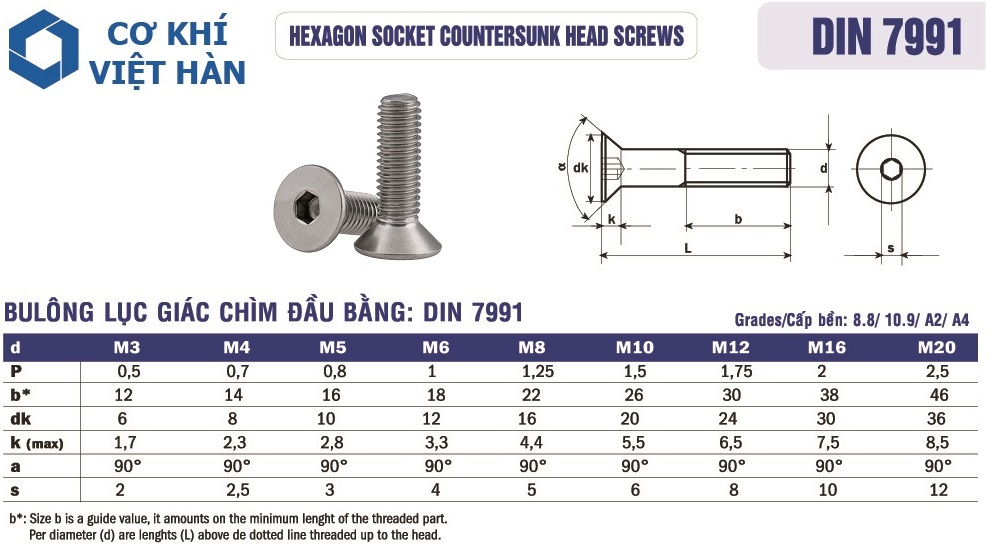 CƠ KHÍ
VIỆT HÀN
HEXAGON SOCKET COUNTERSUNK HEAD SCREWS
DIN 7991
α
dk
k
b
L
d
s
BULÔNG LỤC GIÁC CHÌM ĐẦU BẰNG: DIN 7991
Grades/Cấp bền: 8.8/ 10.9/ A2/ A4
d M3 M4 M5 M6 M8 M10 M12 M16 M20
P 0,5 0,7 0,8 1 1,25 1,5 1,75 2 2,5
b* 12 14 16 18 22 26 30 38 46
dk 6 8 10 12 16 20 24 30 36
k (max) 1,7 2,3 2,8 3,3 4,4 5,5 6,5 7,5 8,5
a 90° 90° 90° 90° 90° 90° 90° 90° 90°
s 2 2,5 3 4 5 6 8 10 12
b*: Size b is a guide value, it amounts on the minimum lenght of the threaded part.
Per diameter (d) are lenghts (L) above de dotted line threaded up to the head.